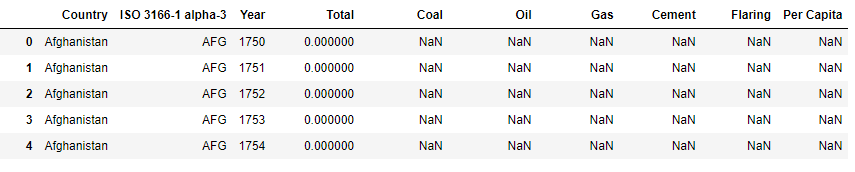 Country ISO 3166-1 alpha-3 Year Total Coal Oil Gas Cement Flaring Per Capita
0 Afghanistan AFG 1750 0.000000 NaN NaN NaN NaN NaN NaN
1 Afghanistan AFG 1751 0.000000 NaN NaN NaN NaN NaN NaN
2 Afghanistan AFG 1752 0.000000 NaN NaN NaN NaN NaN NaN
3 Afghanistan AFG 1753 0.000000 NaN NaN NaN NaN NaN NaN
4 Afghanistan AFG 1754 0.000000 NaN NaN NaN NaN NaN NaN